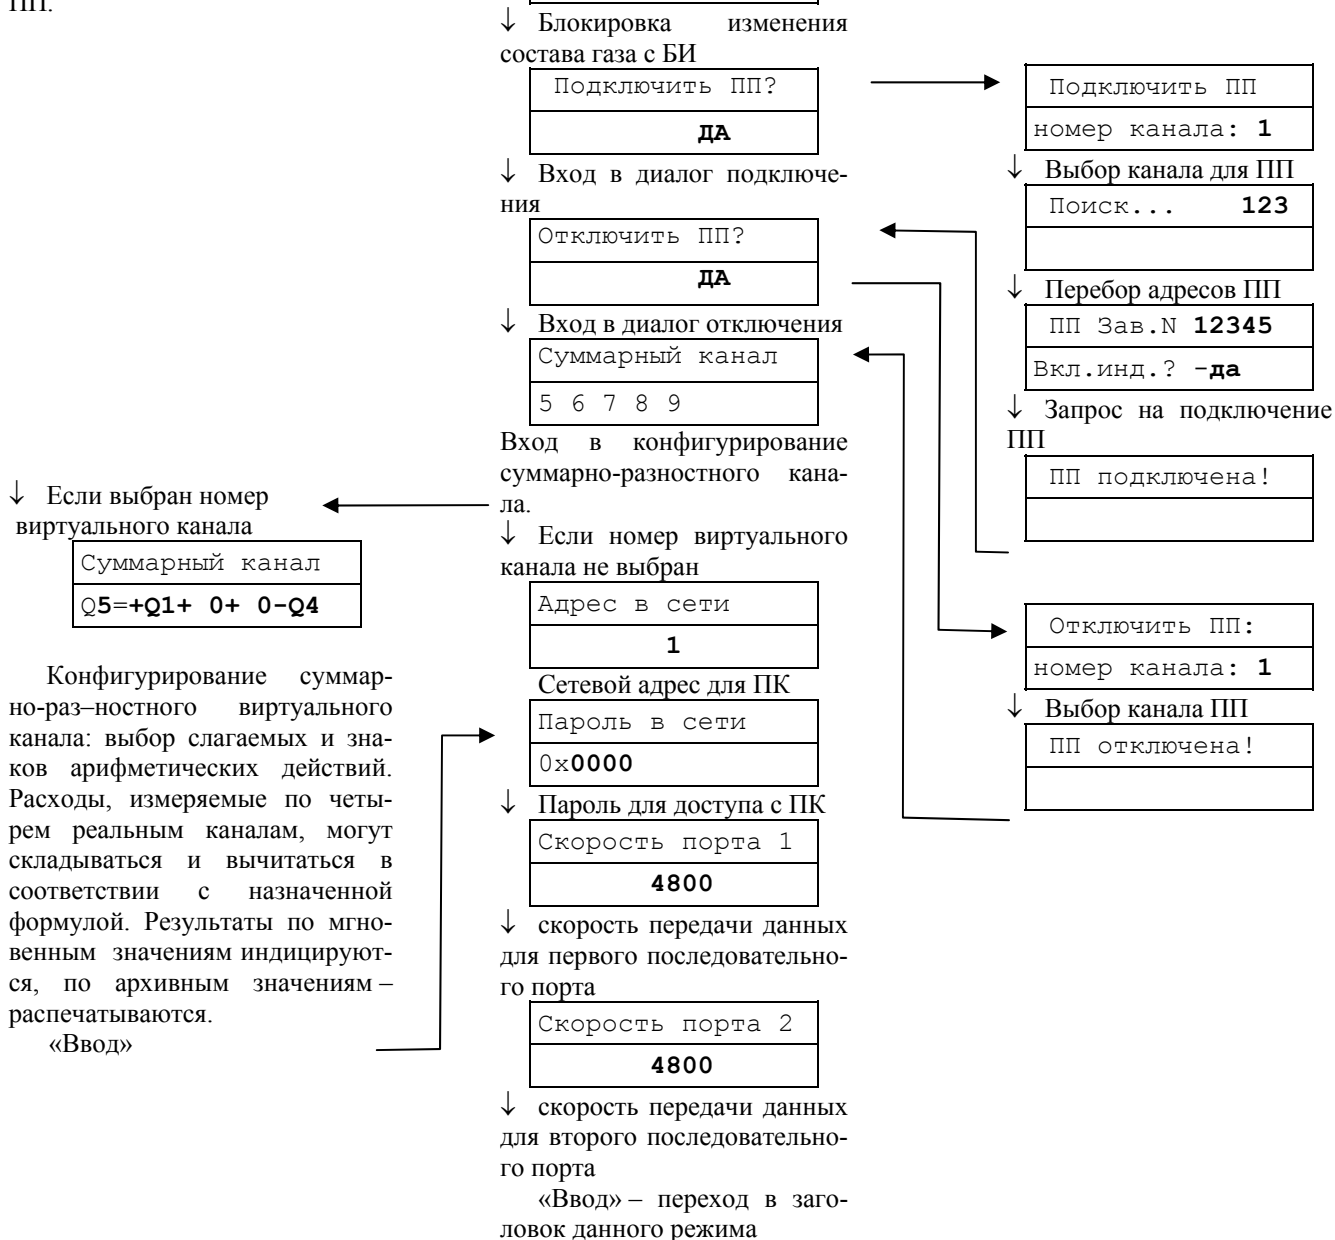 ПП.
↓ Блокировка изменения
состава газа с БИ
Подключить ПП?
ДА
↓ Вход в диалог подключе-
ния
Отключить ПП?
ДА
↓ Вход в диалог отключения
Суммарный канал
5 6 7 8 9
Вход в конфигурирование
суммарно-разностного кана-
ла.
↓ Если номер виртуального
канала не выбран
Адрес в сети
1
Сетевой адрес для ПК
Пароль в сети
0x0000
↓ Пароль для доступа с ПК
Скорость порта 1
4800
↓ скорость передачи данных
для первого последовательно-
го порта
Скорость порта 2
4800
↓ скорость передачи данных
для второго последовательно-
го порта
«Ввод» – переход в заго-
ловок данного режима
Подключить ПП
номер канала: 1
↓ Выбор канала для ПП
Поиск... 123
↓ Перебор адресов ПП
ПП Зав.N 12345
Вкл.инд.? -да
↓ Запрос на подключение
ПП
ПП подключена!
Отключить ПП:
номер канала: 1
↓ Выбор канала ПП
ПП отключена!
↓ Если выбран номер
виртуального канала
Суммарный канал
Q5=+Q1+ 0+ 0-Q4
Конфигурирование суммар-
но-раз–ностного виртуального
канала: выбор слагаемых и зна-
ков арифметических действий.
Расходы, измеряемые по четы-
рем реальным каналам, могут
складываться и вычитаться в
соответствии с назначенной
формулой. Результаты по мгно-
венным значениям индицируют-
ся, по архивным значениям –
распечатываются.
«Ввод»